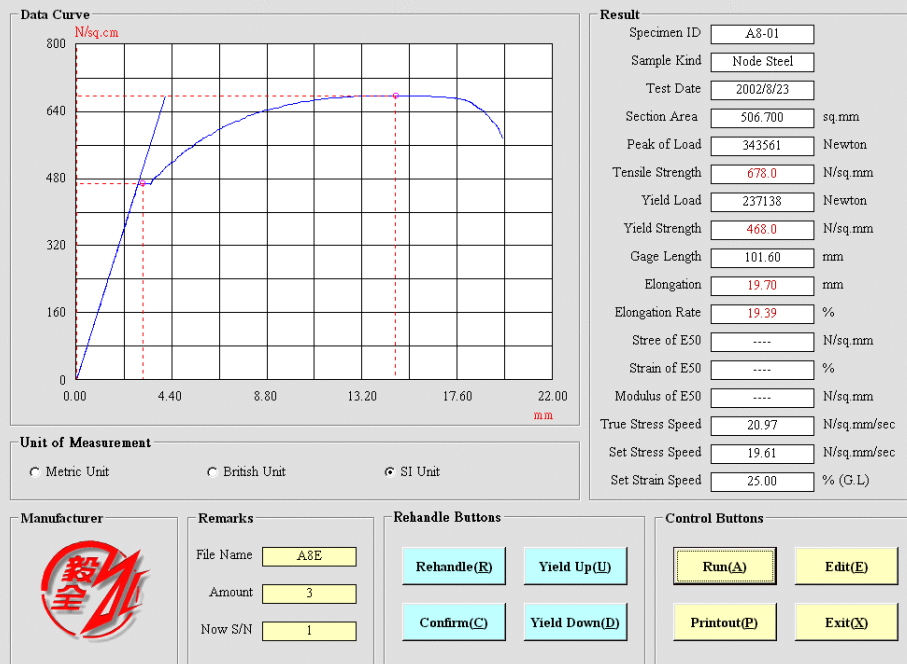 Data Curve
N/sq.cm
800
640
480
320
160
0
0.00 4.40 8.80 13.20 17.60 22.00
mm
Result
Specimen ID A8-01
Sample Kind Node Steel
Test Date 2002/8/23
Section Area 506.700 sq.mm
Peak of Load 343561 Newton
Tensile Strength 678.0 N/sq.mm
Yield Load 237138 Newton
Yield Strength 468.0 N/sq.mm
Gage Length 101.60 mm
Elongation 19.70 mm
Elongation Rate 19.39 %
Stree of E50 ---- N/sq.mm
Strain of E50 ---- %
Modulus of E50 ---- N/sq.mm
True Stress Speed 20.97 N/sq.mm/sec
Set Stress Speed 19.61 N/sq.mm/sec
Set Strain Speed 25.00 % (G.L)
Unit of Measurement
Metric Unit British Unit SI Unit
Manufacturer
毅全
Remarks
File Name A8E
Amount 3
Now S/N 1
Rehandle Buttons
Rehandle(R) Yield Up(U)
Confirm(C) Yield Down(D)
Control Buttons
Run(A) Edit(E)
Printout(P) Exit(X)